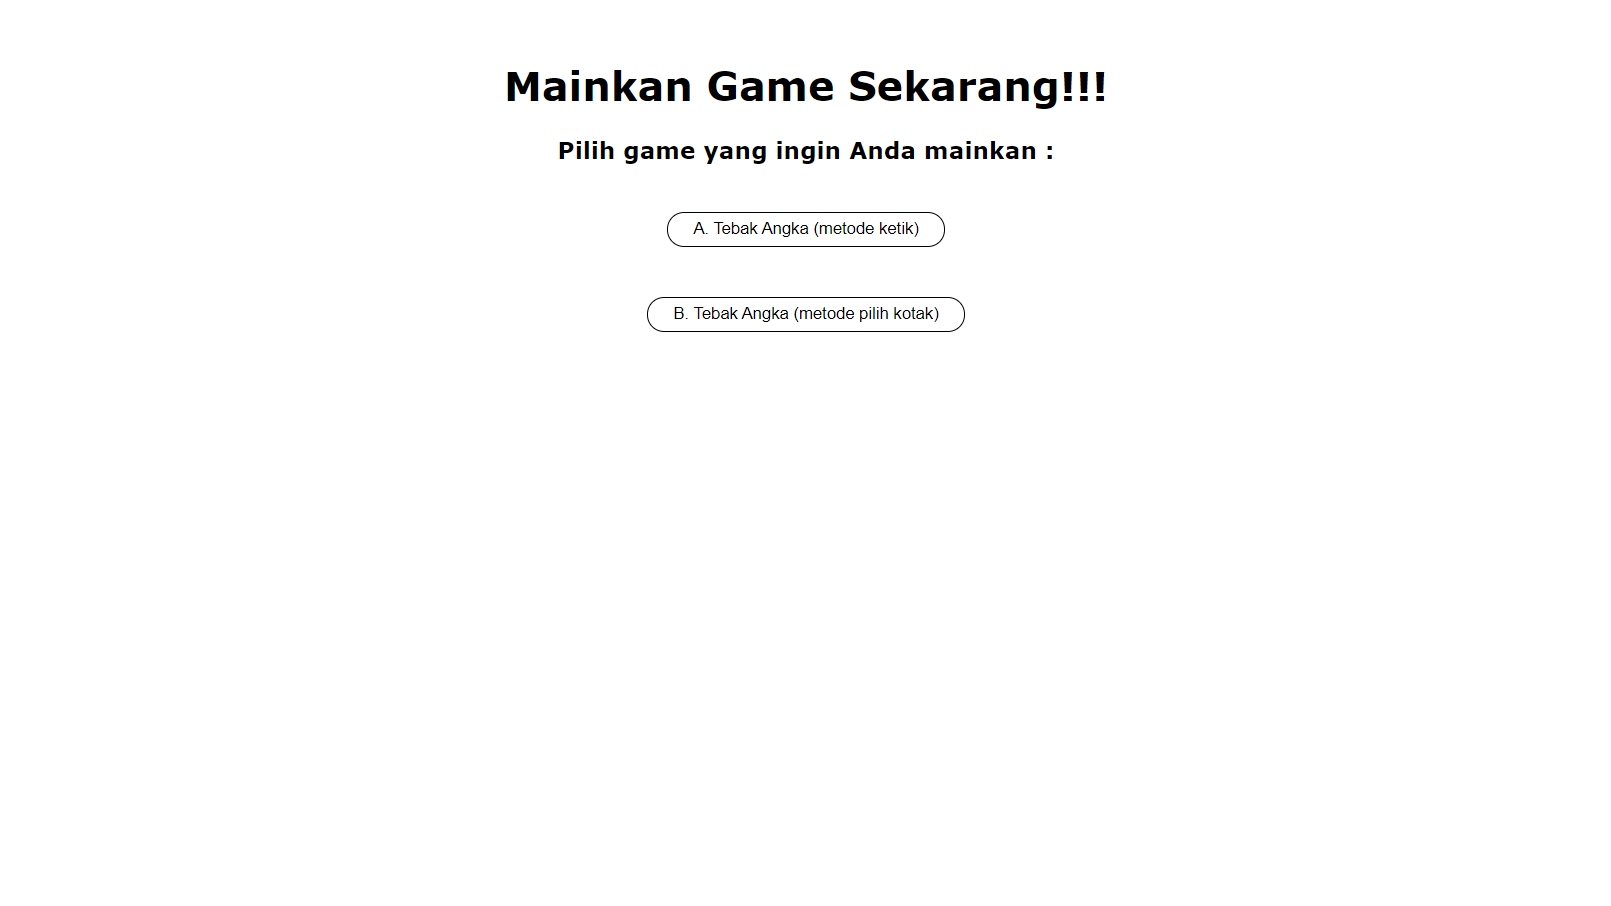 Mainkan Game Sekarang!!!
Pilih game yang ingin Anda mainkan :
A. Tebak Angka (metode ketik)
B. Tebak Angka (metode pilih kotak)